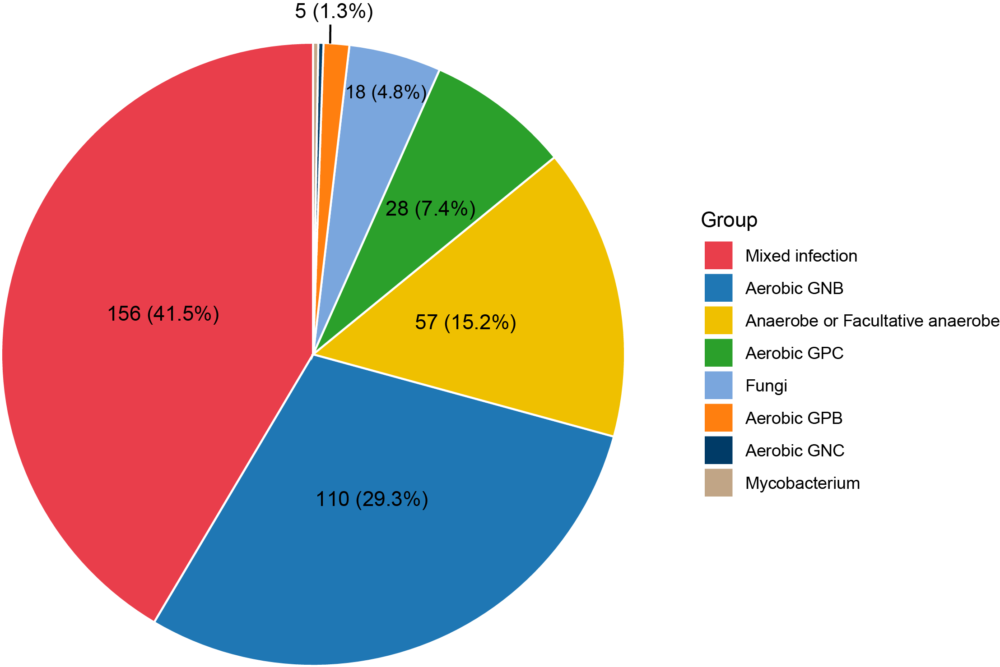 5 (1.3%)
18 (4.8%)
28 (7.4%)
57 (15.2%)
156 (41.5%)
110 (29.3%)
Group
Mixed infection
Aerobic GNB
Anaerobe or Facultative anaerobe
Aerobic GPC
Fungi
Aerobic GPB
Aerobic GNC
Mycobacterium